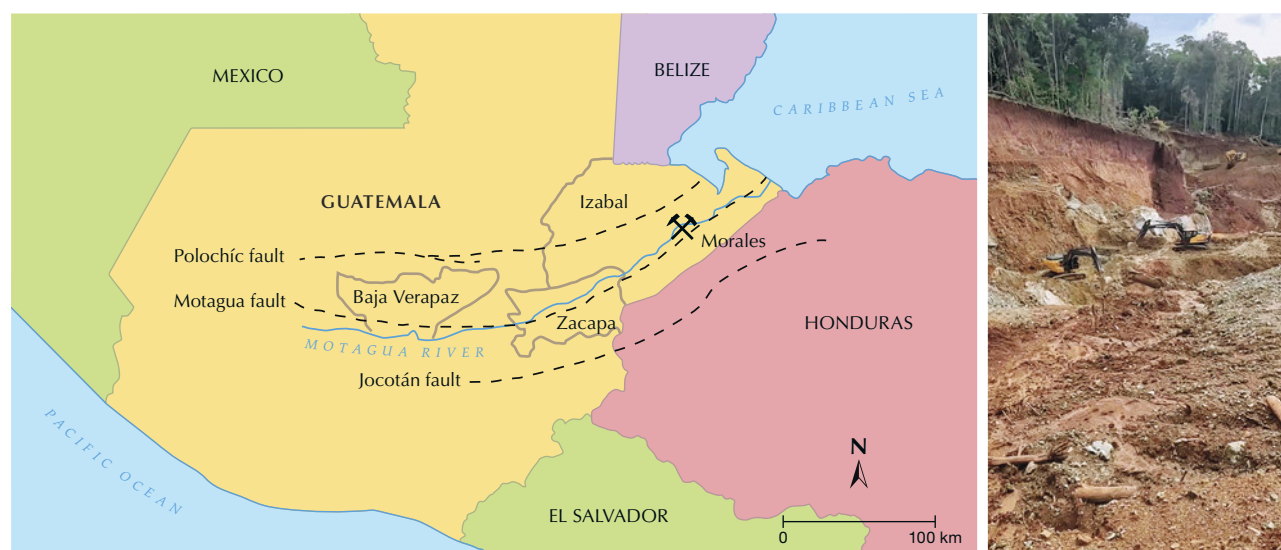 MEXICO
BELIZE
CARIBBEAN SEA
GUATEMALA
Izabal
Polochíc fault
Morales
Motagua fault
Baja Verapaz
Zacapa
HONDURAS
MOTAGUA RIVER
Jocotán fault
PACIFIC OCEAN
N
EL SALVADOR
0
100 km